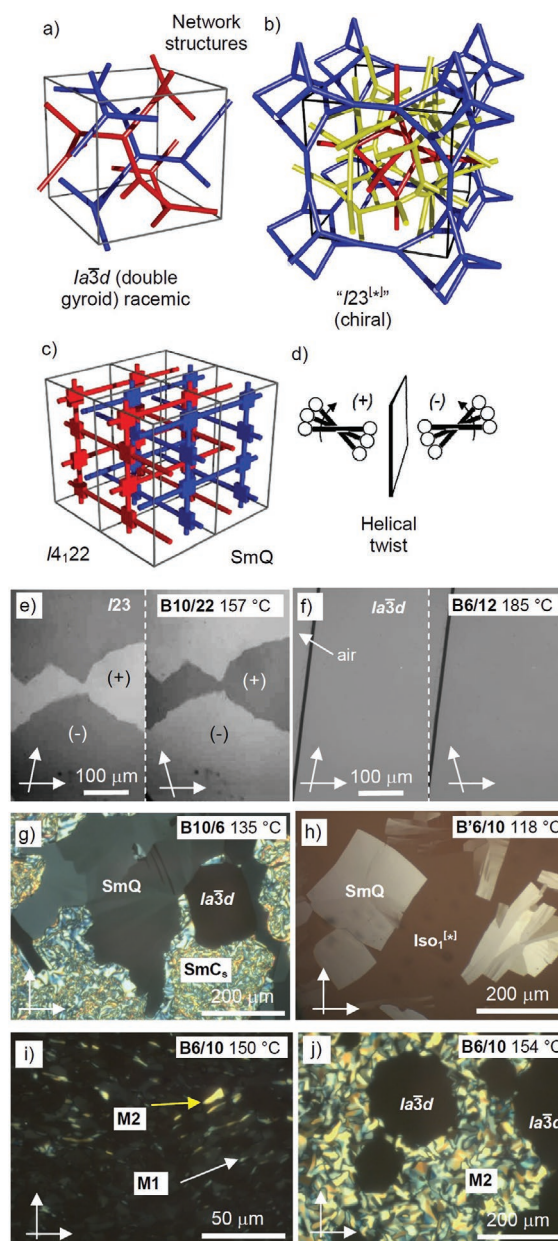 a)
Network
structures
b)
Ia3̅d (double
gyroid) racemic
"I23[*]"
(chiral)
c)
d)
(+)
(-)
I4₁22
SmQ
Helical
twist
e)
I23
B10/22 157 °C
(+)
(+)
(-)
(-)
100 µm
f)
Ia3̅d
B6/12 185 °C
air
100 µm
g)
B10/6 135 °C
SmQ
Ia3̅d
SmCₛ
200 µm
h)
B'6/10 118 °C
SmQ
Iso₁[*]
200 µm
i)
B6/10 150 °C
M2
M1
50 µm
j)
B6/10 154 °C
Ia3̅d
Ia3̅d
M2
200 µm